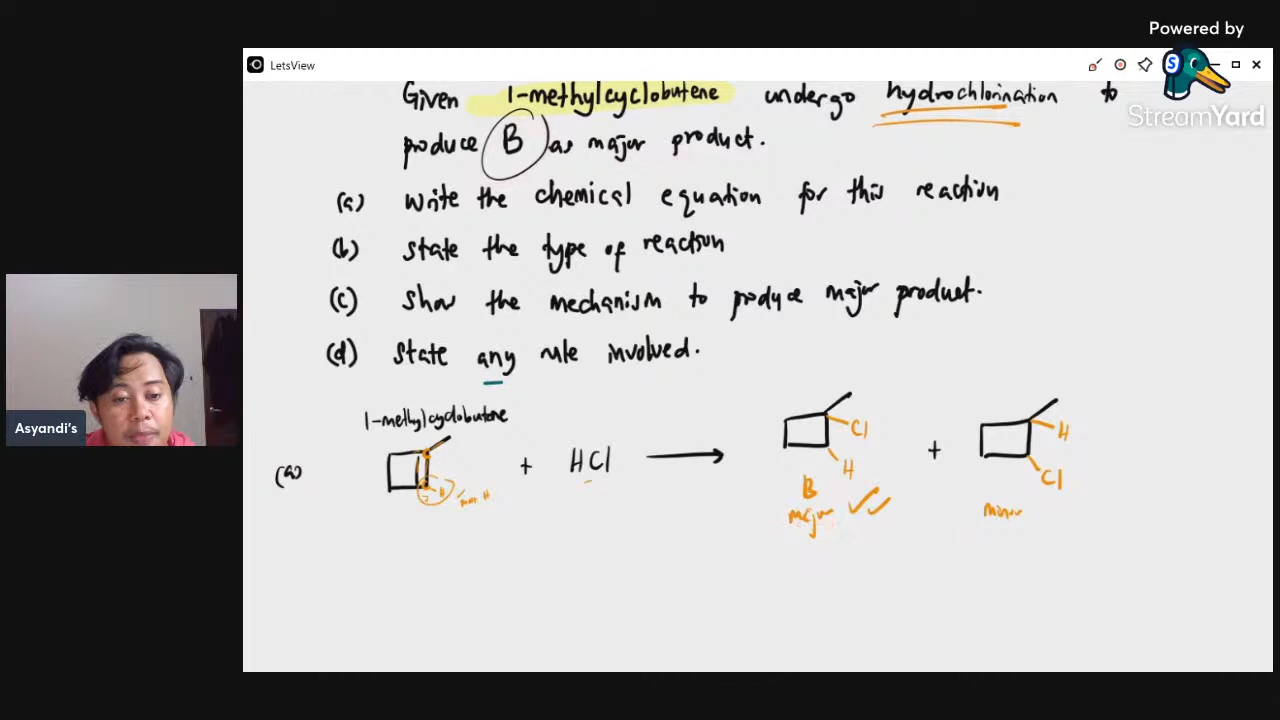 Powered by
StreamYard
LetsView
Given 1-methylcyclobutene undergo hydrochlorination to
produce B as major product.
(a) Write the chemical equation for this reaction
(b) state the type of reaction
(c) Show the mechanism to produce major product.
(d) State any rule involved.
1-methylcyclobutene
(a) + HCl + 
Cl
H
H
Cl
H
more H
B
major
minor
Asyandi's